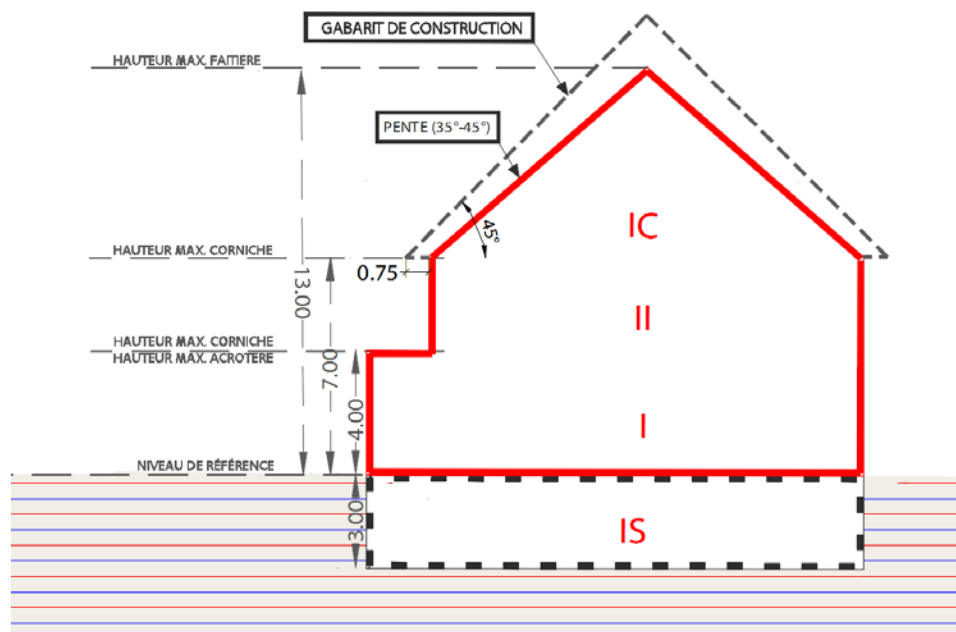 GABARIT DE CONSTRUCTION
HAUTEUR MAX. FAITIERE
PENTE (35°-45°)
45°
IC
HAUTEUR MAX. CORNICHE
0.75
13.00
II
7.00
HAUTEUR MAX. CORNICHE
HAUTEUR MAX. ACROTERE
4.00
I
NIVEAU DE RÉFÉRENCE
3.00
IS